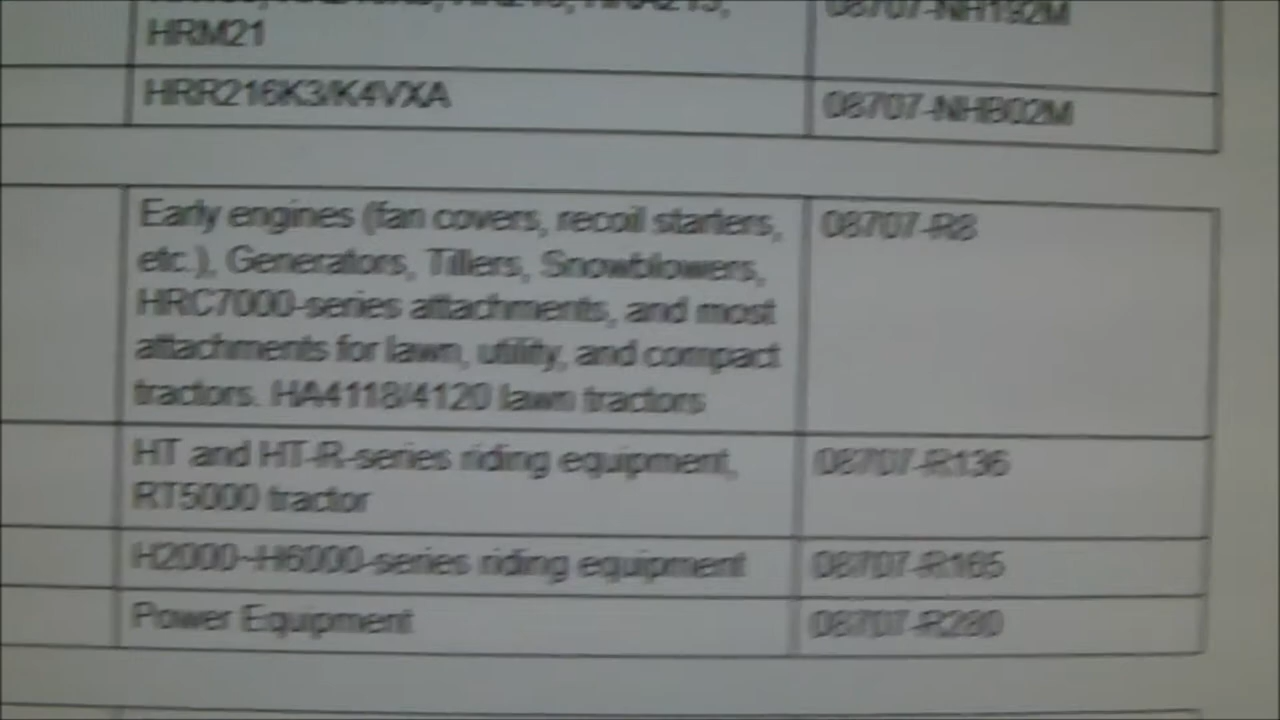 08707-NH192M
HRM21
HRR216K3/K4VXA
08707-NHB02M
Early engines (fan covers, recoil starters,
etc.), Generators, Tillers, Snowblowers,
HRC7000-series attachments, and most
attachments for lawn, utility, and compact
tractors. HA4118/4120 lawn tractors
08707-R8
HT and HT-R-series riding equipment,
RT5000 tractor
08707-R136
H2000~H6000-series riding equipment
08707-R165
Power Equipment
08707-R280